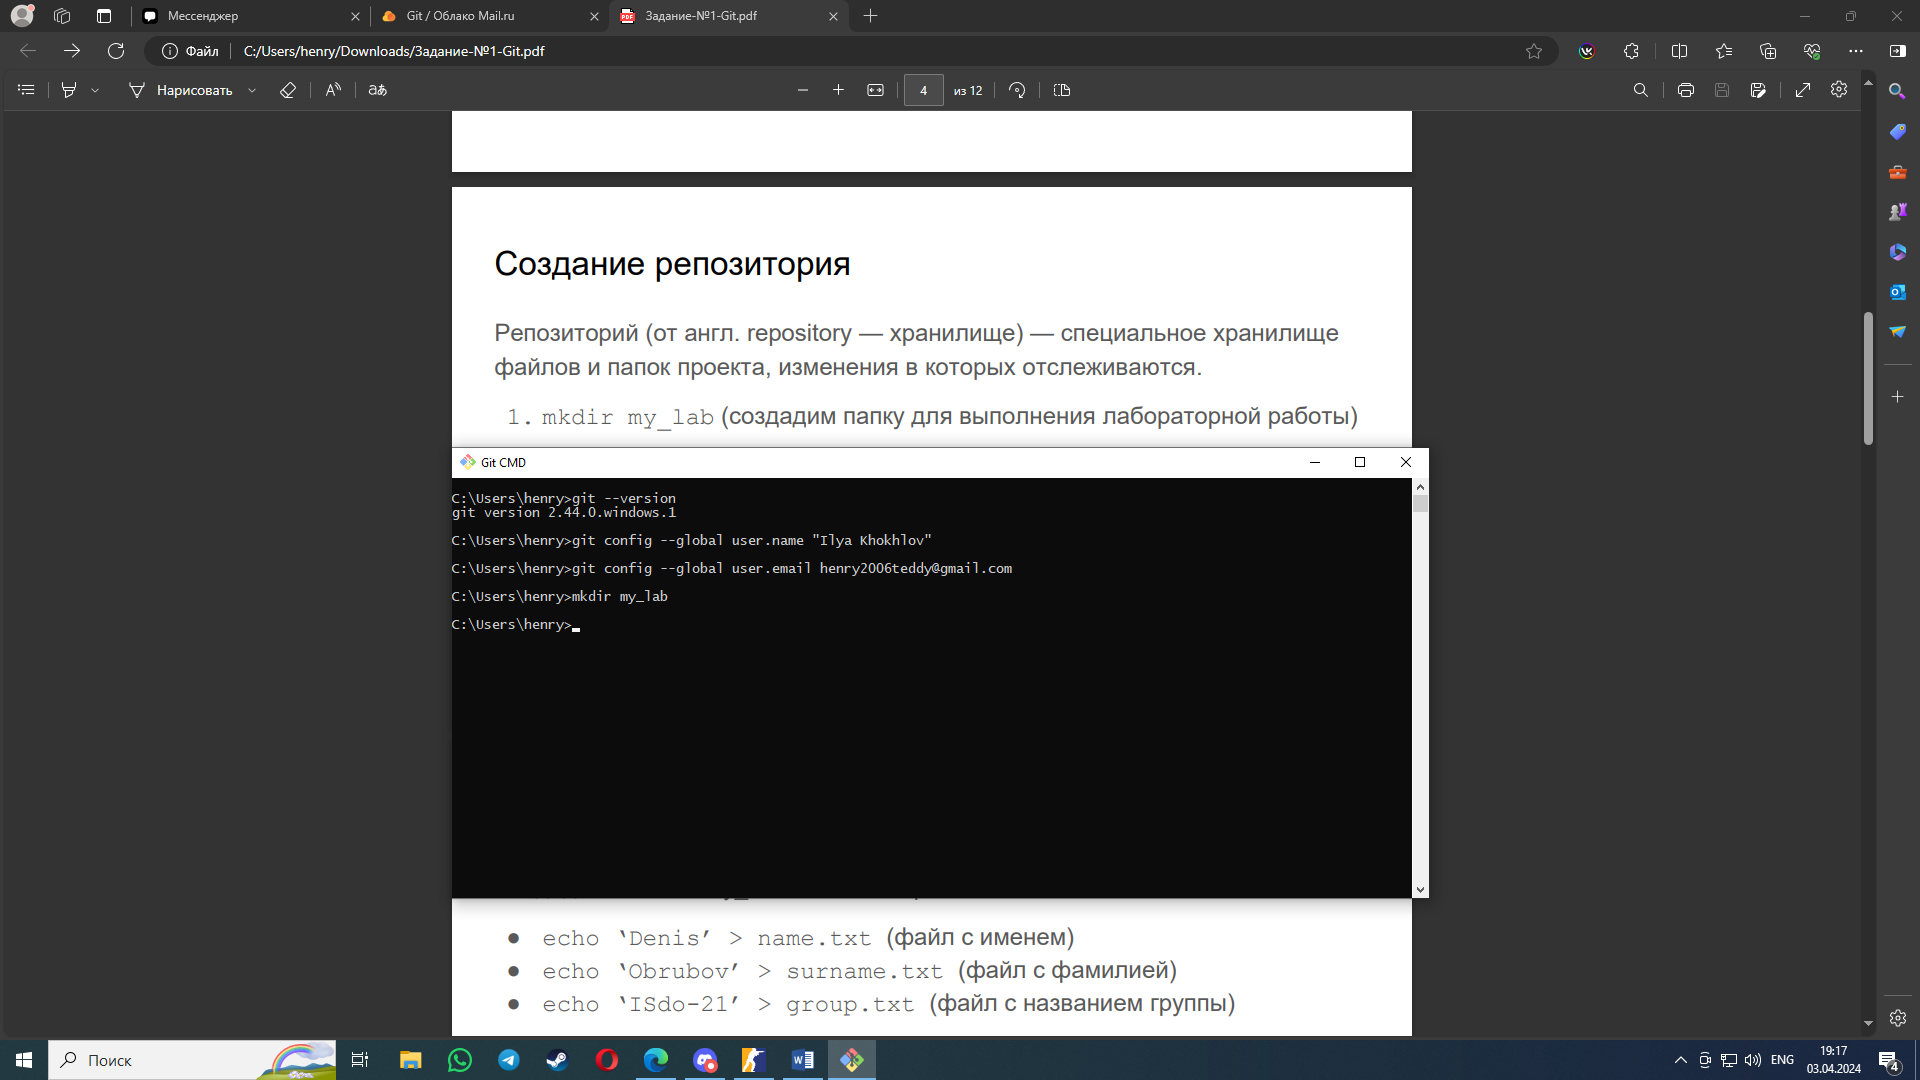 Мессенджер
Git / Облако Mail.ru
Задание-№1-Git.pdf
Файл
C:/Users/henry/Downloads/Задание-№1-Git.pdf
Нарисовать
4
из 12
Создание репозитория
Репозиторий (от англ. repository — хранилище) — специальное хранилище
файлов и папок проекта, изменения в которых отслеживаются.
1. mkdir my_lab (создадим папку для выполнения лабораторной работы)
Git CMD
C:\Users\henry>git --version
git version 2.44.0.windows.1
C:\Users\henry>git config --global user.name "Ilya Khokhlov"
C:\Users\henry>git config --global user.email henry2006teddy@gmail.com
C:\Users\henry>mkdir my_lab
C:\Users\henry>
● echo ‘Denis’ > name.txt (файл с именем)
● echo ‘Obrubov’ > surname.txt (файл с фамилией)
● echo ‘ISdo-21’ > group.txt (файл с названием группы)
Поиск
ENG
19:17
03.04.2024
4